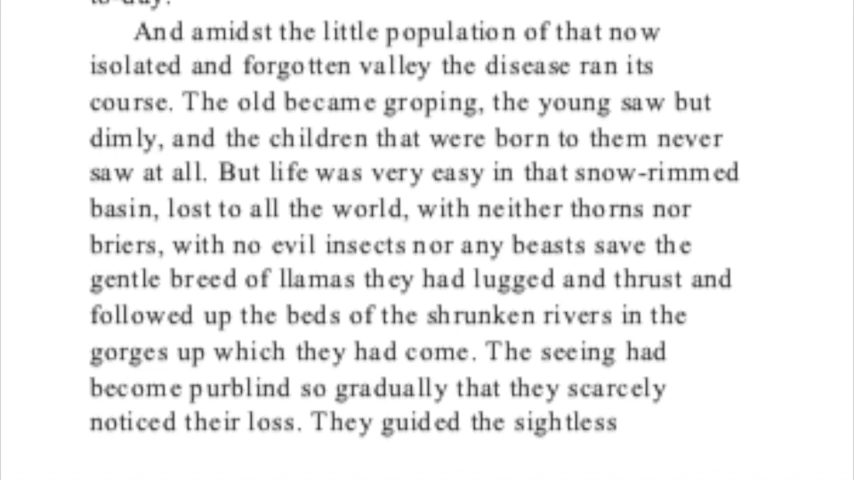 to-day.
And amidst the little population of that now
isolated and forgotten valley the disease ran its
course. The old became groping, the young saw but
dimly, and the children that were born to them never
saw at all. But life was very easy in that snow-rimmed
basin, lost to all the world, with neither thorns nor
briers, with no evil insects nor any beasts save the
gentle breed of llamas they had lugged and thrust and
followed up the beds of the shrunken rivers in the
gorges up which they had come. The seeing had
become purblind so gradually that they scarcely
noticed their loss. They guided the sightless